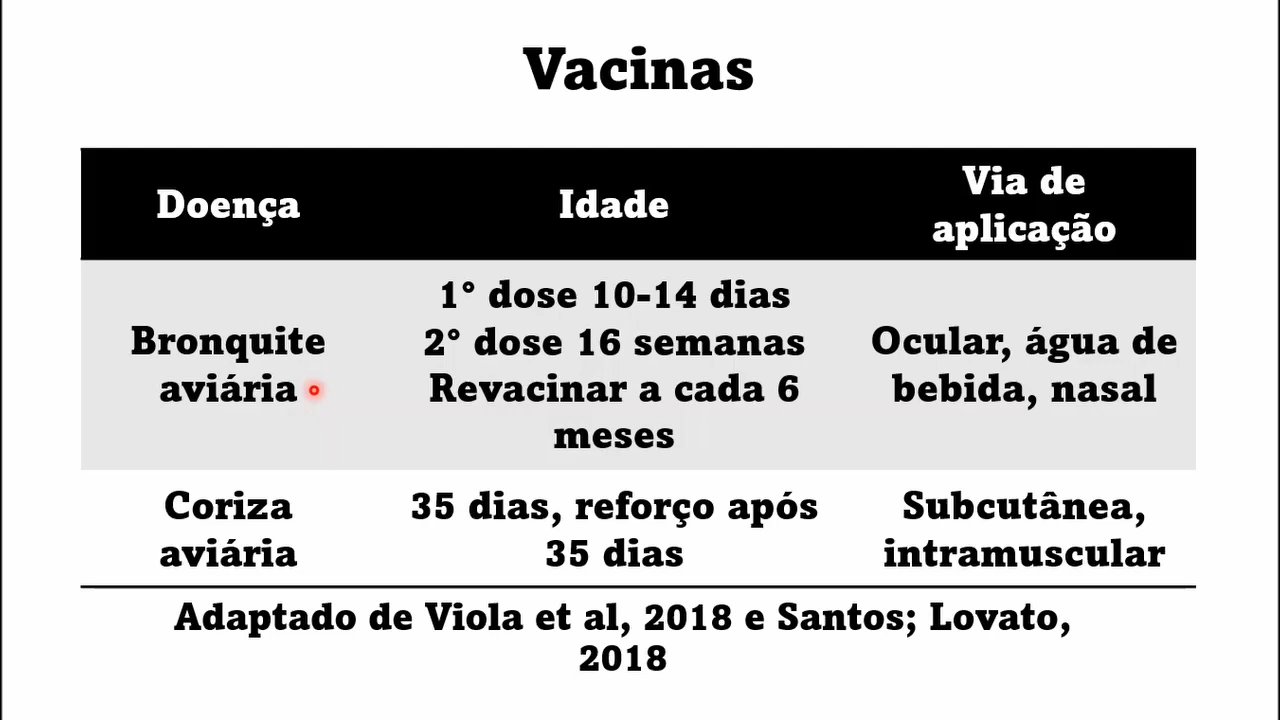 Vacinas
Doença
Idade
Via de
aplicação
Bronquite
aviária
1° dose 10-14 dias
2° dose 16 semanas
Revacinar a cada 6
meses
Ocular, água de
bebida, nasal
Coriza
aviária
35 dias, reforço após
35 dias
Subcutânea,
intramuscular
Adaptado de Viola et al, 2018 e Santos; Lovato,
2018